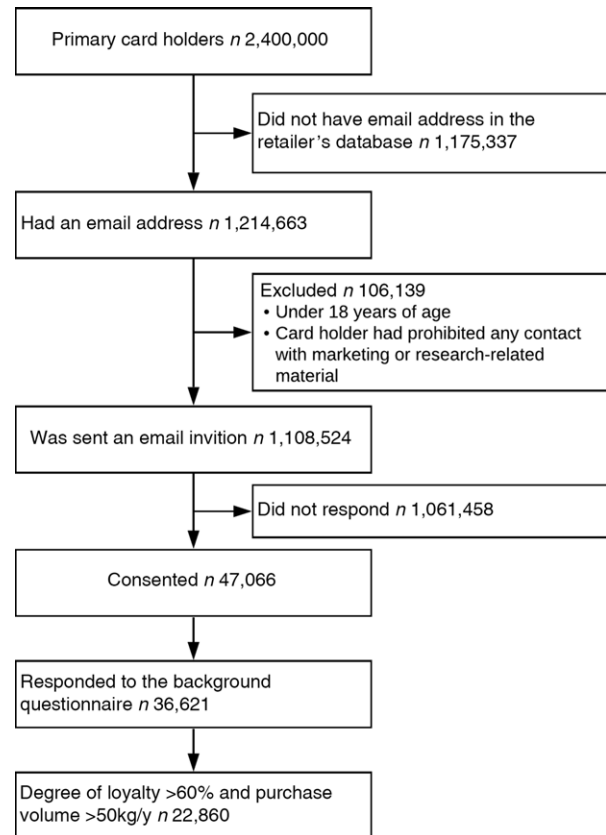 Primary card holders n 2,400,000
Did not have email address in the
retailer's database n 1,175,337
Had an email address n 1,214,663
Excluded n 106,139
• Under 18 years of age
• Card holder had prohibited any contact
with marketing or research-related
material
Was sent an email invition n 1,108,524
Did not respond n 1,061,458
Consented n 47,066
Responded to the background
questionnaire n 36,621
Degree of loyalty >60% and purchase
volume >50kg/y n 22,860